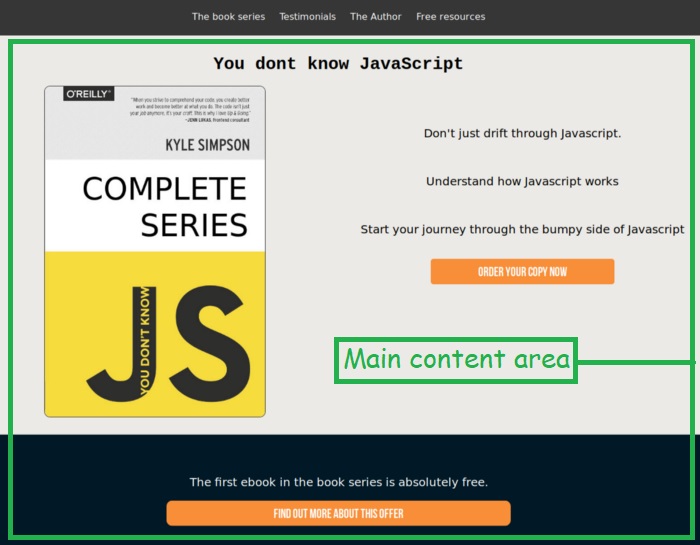 The book series Testimonials The Author Free resources
You dont know JavaScript
O'REILLY®
"When you strive to comprehend your code, you create better
work and become better at what you do. The code isn't just
your job anymore, it's your craft. This is why I love Up & Going."
—JENN LUKAS, Frontend consultant
KYLE SIMPSON
COMPLETE
SERIES
YOU DON'T KNOW
JS
Don't just drift through Javascript.
Understand how Javascript works
Start your journey through the bumpy side of Javascript
ORDER YOUR COPY NOW
Main content area
The first ebook in the book series is absolutely free.
FIND OUT MORE ABOUT THIS OFFER